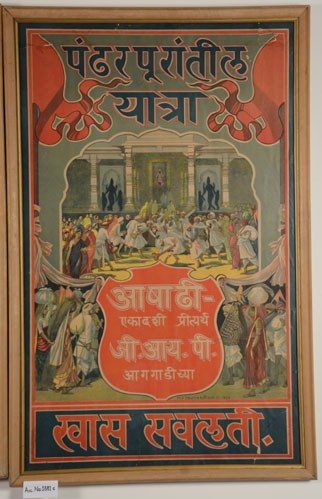 पंढरपूरांतील
यात्रा
आषाढी-
एकादशी प्रीत्यर्थ
जी. आय. पी.
आगगाडीच्या
खास सवलती.